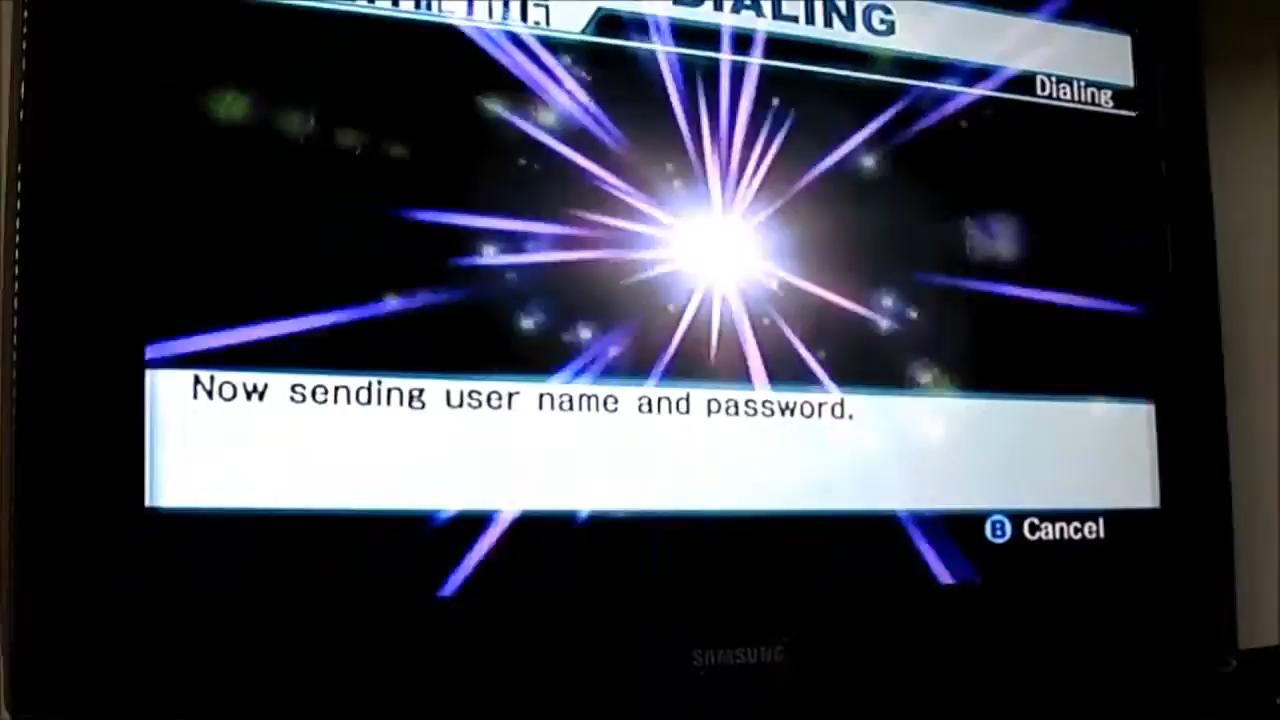 DIALING
Dialing
Now sending user name and password.
B Cancel
SAMSUNG